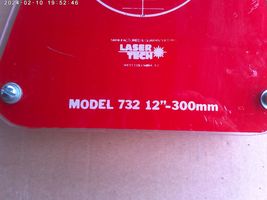 2024-02-10 19:52:46
LASER
TECH
MODEL 732 12"-300mm